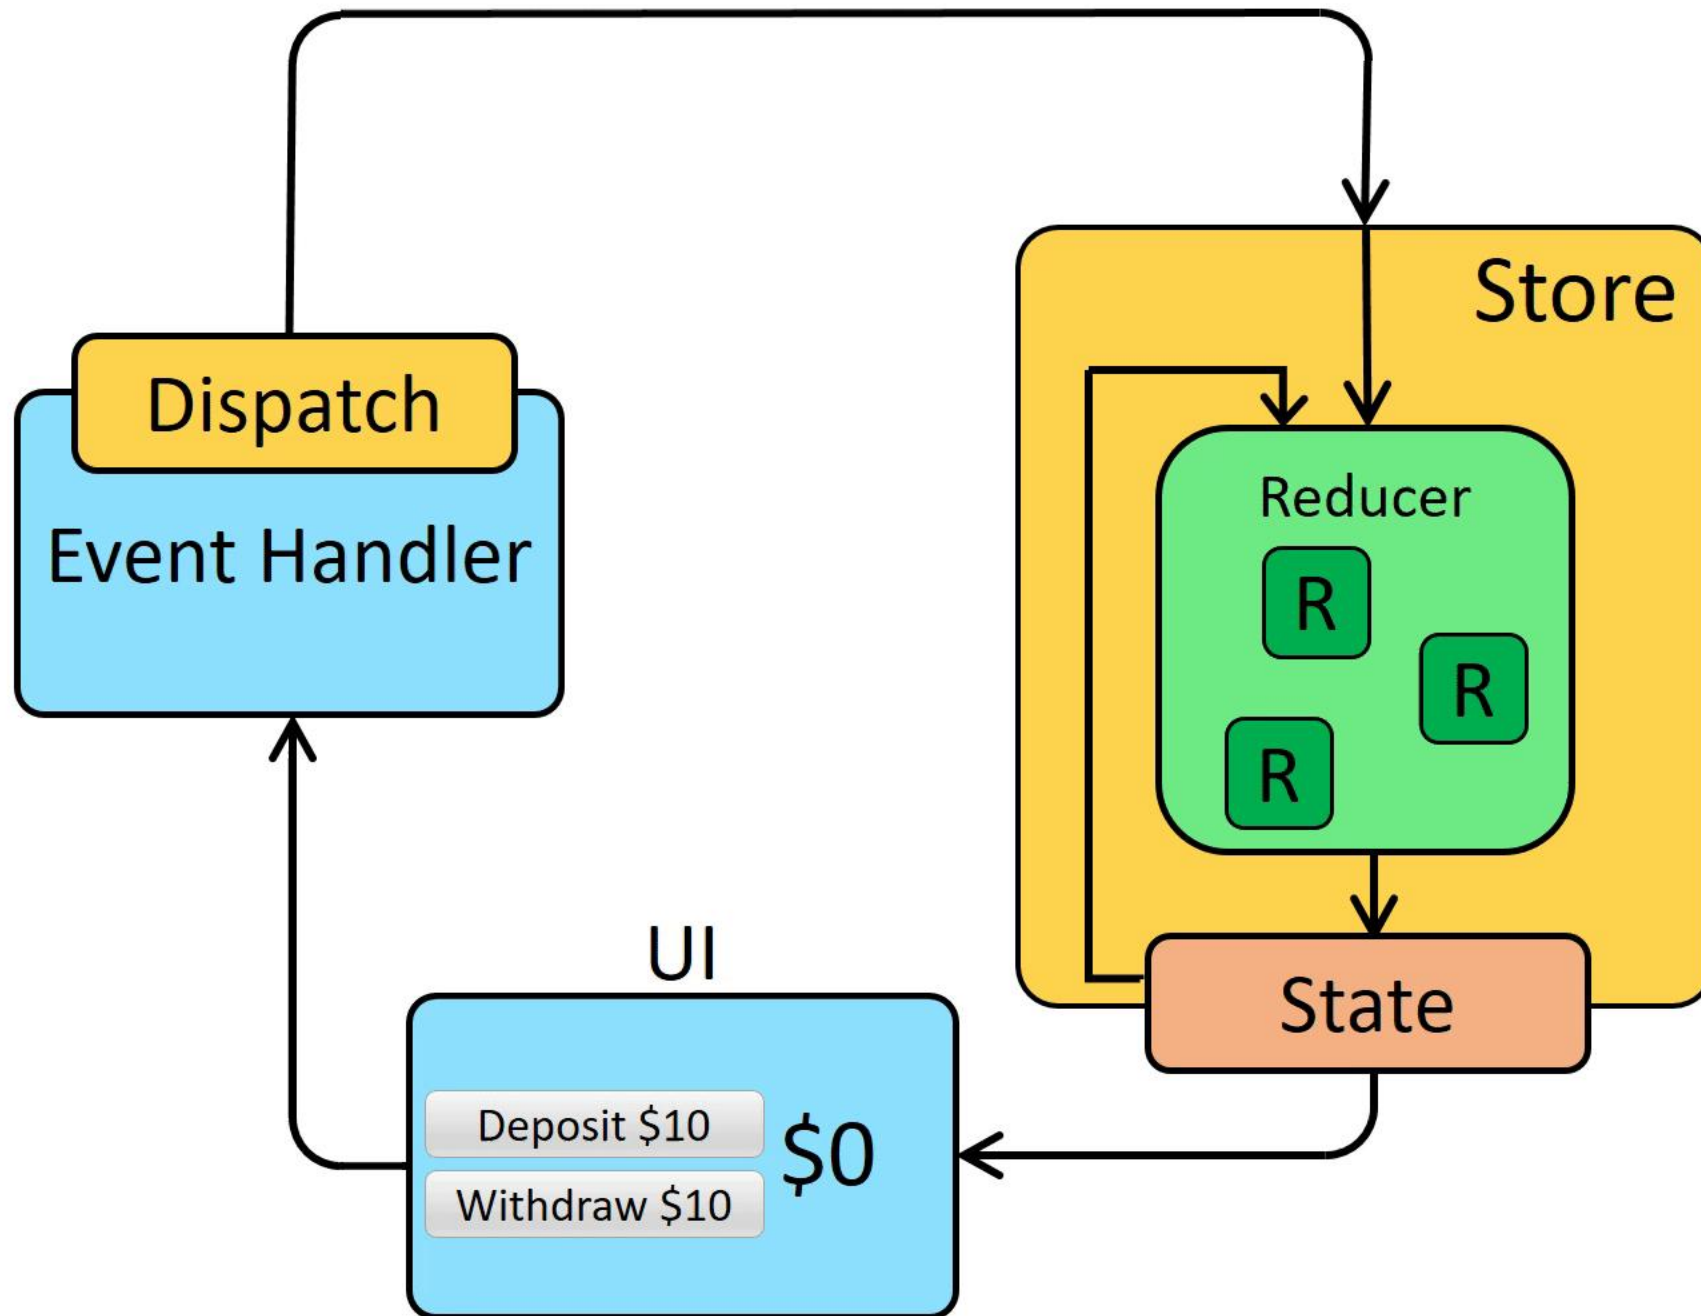 Store
Dispatch
Event Handler
Reducer
R
R
R
State
UI
Deposit $10
$0
Withdraw $10